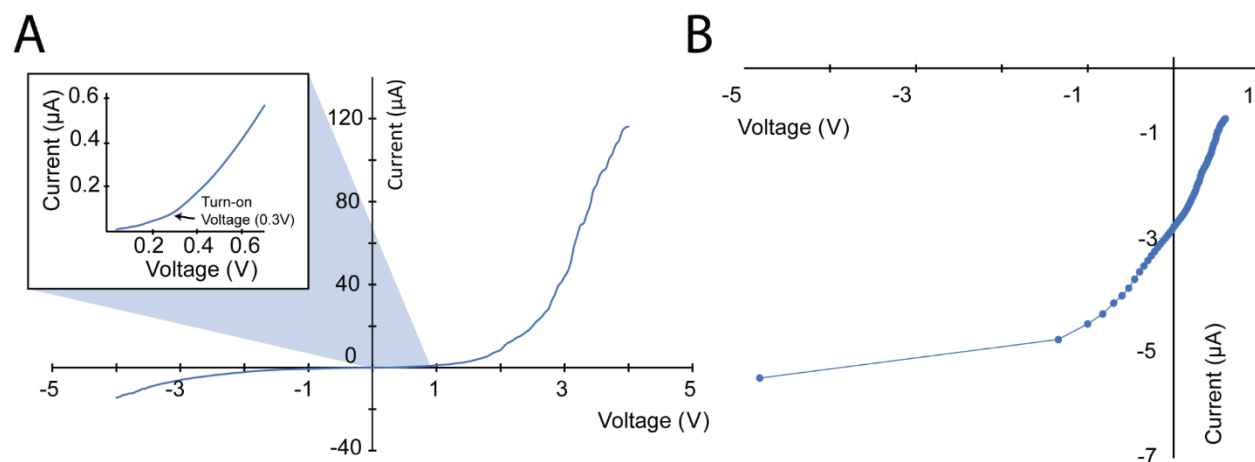 A
Current (µA)
0.6
0.4
0.2
Turn-on
Voltage (0.3V)
0.2
0.4
0.6
Voltage (V)
Current (µA)
120
80
40
0
-40
-5
-3
-1
1
3
5
Voltage (V)
B
-5
-3
-1
1
Voltage (V)
-1
-3
-5
-7
Current (µA)